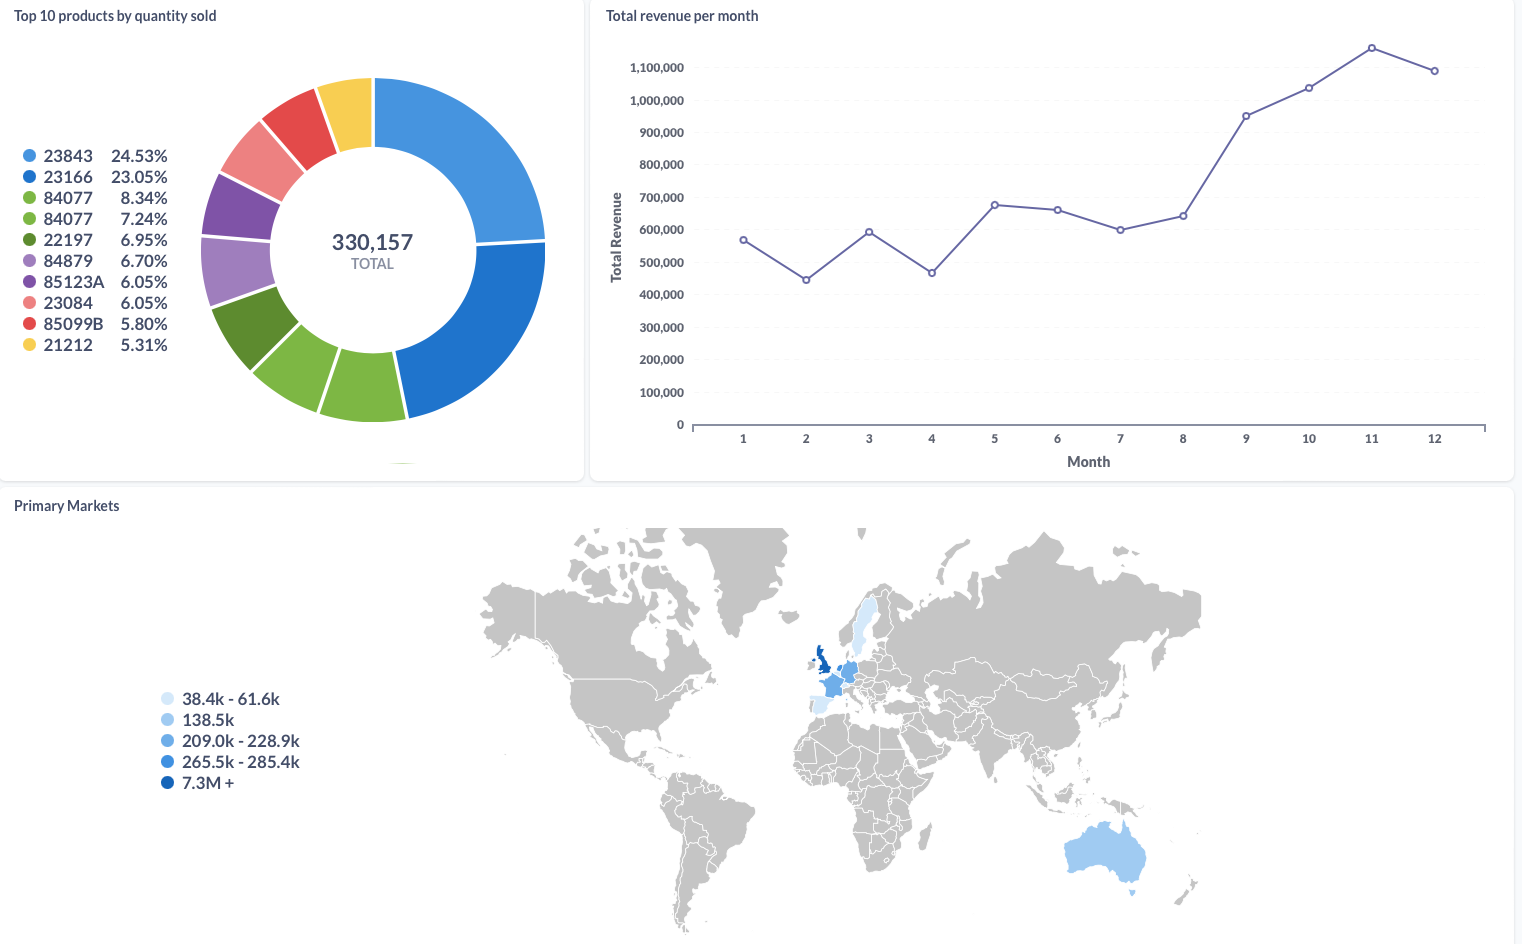 Top 10 products by quantity sold
23843 24.53%
23166 23.05%
84077 8.34%
84077 7.24%
22197 6.95%
84879 6.70%
85123A 6.05%
23084 6.05%
85099B 5.80%
21212 5.31%
330,157
TOTAL
Total revenue per month
Total Revenue
1,100,000
1,000,000
900,000
800,000
700,000
600,000
500,000
400,000
300,000
200,000
100,000
0
1 2 3 4 5 6 7 8 9 10 11 12
Month
Primary Markets
38.4k - 61.6k
138.5k
209.0k - 228.9k
265.5k - 285.4k
7.3M +